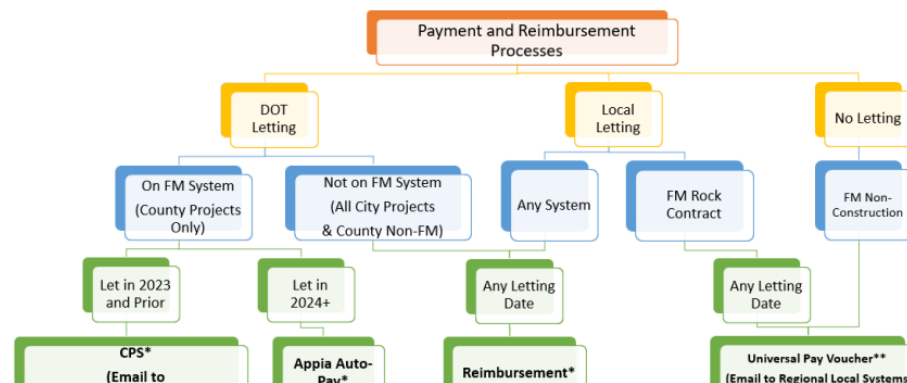 Payment and Reimbursement
Processes
DOT
Letting
Local
Letting
No Letting
On FM System
(County Projects
Only)
Not on FM System
(All City Projects
& County Non-FM)
Any System
FM Rock
Contract
FM Non-
Construction
Let in 2023
and Prior
Let in
2024+
Any Letting
Date
Any Letting
Date
CPS*
(Email to
Appia Auto-
Pay*
Reimbursement*
Universal Pay Voucher**
(Email to Regional Local Systems